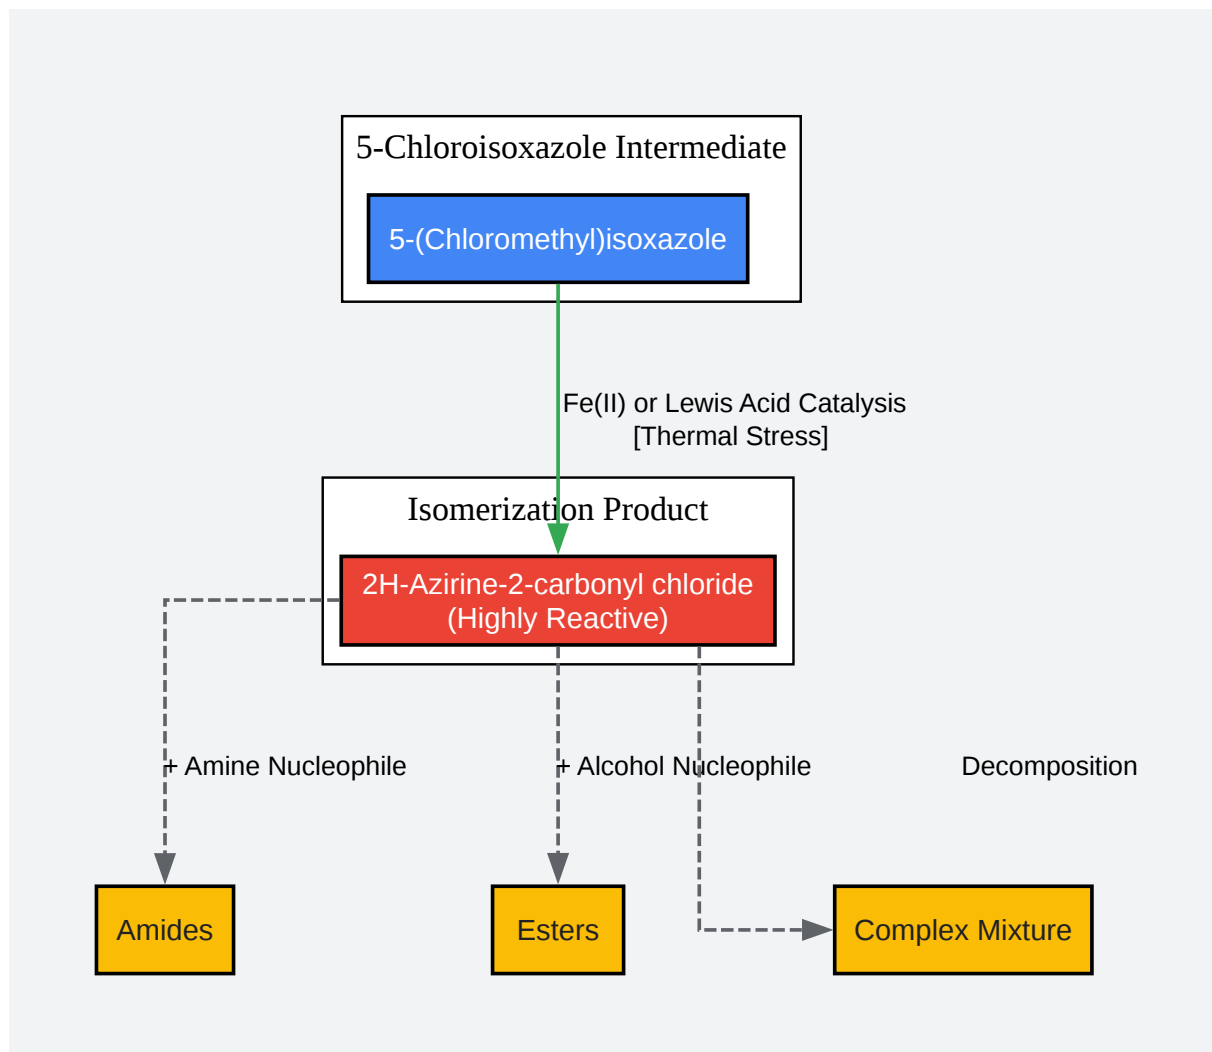 5-Chloroisoxazole Intermediate
5-(Chloromethyl)isoxazole
Fe(II) or Lewis Acid Catalysis
[Thermal Stress]
Isomerization Product
2H-Azirine-2-carbonyl chloride
(Highly Reactive)
+ Amine Nucleophile
+ Alcohol Nucleophile
Decomposition
Amides
Esters
Complex Mixture